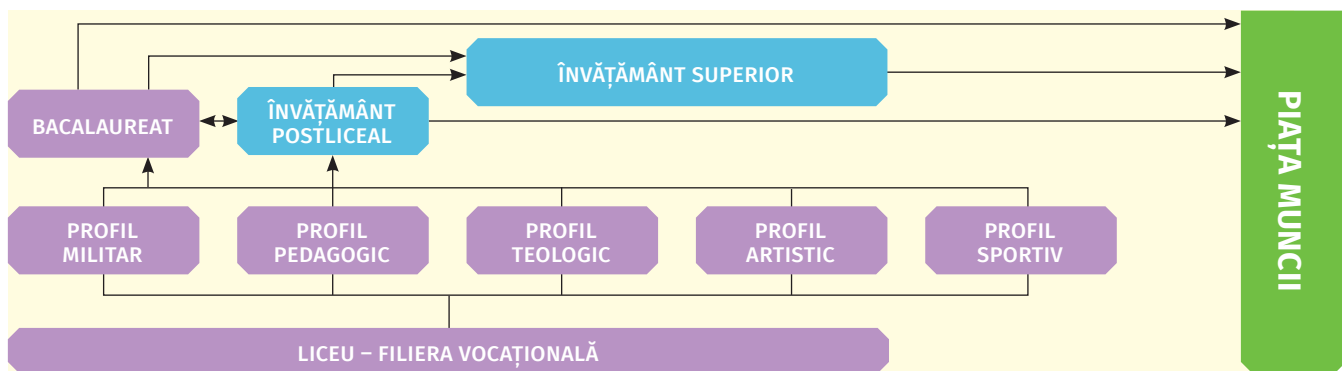 ÎNVĂȚĂMÂNT SUPERIOR
BACALAUREAT
ÎNVĂȚĂMÂNT
POSTLICEAL
PROFIL
MILITAR
PROFIL
PEDAGOGIC
PROFIL
TEOLOGIC
PROFIL
ARTISTIC
PROFIL
SPORTIV
LICEU – FILIERA VOCAȚIONALĂ
PIAȚA MUNCII